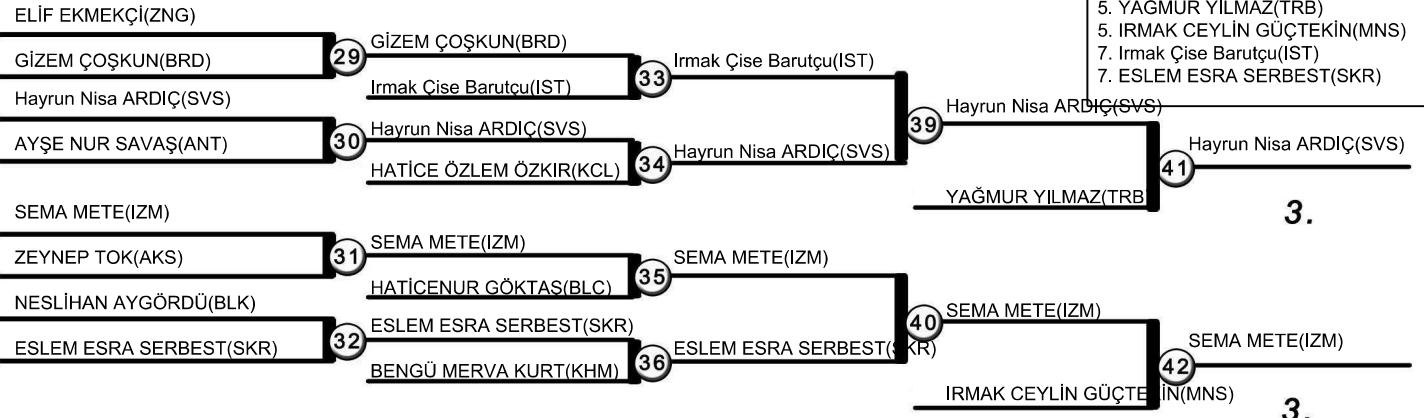 ELİF EKMEKÇİ(ZNG)
GİZEM ÇOŞKUN(BRD)
29
Hayrun Nisa ARDIÇ(SVS)
AYŞE NUR SAVAŞ(ANT)
30
SEMA METE(IZM)
ZEYNEP TOK(AKS)
31
NESLİHAN AYGÖRDÜ(BLK)
ESLEM ESRA SERBEST(SKR)
32
GİZEM ÇOŞKUN(BRD)
Irmak Çise Barutçu(IST)
33
Hayrun Nisa ARDIÇ(SVS)
HATİCE ÖZLEM ÖZKIR(KCL)
34
SEMA METE(IZM)
HATİCENUR GÖKTAŞ(BLC)
35
ESLEM ESRA SERBEST(SKR)
BENGÜ MERVA KURT(KHM)
36
Irmak Çise Barutçu(IST)
Hayrun Nisa ARDIÇ(SVS)
39
SEMA METE(IZM)
ESLEM ESRA SERBEST(SKR)
40
Hayrun Nisa ARDIÇ(SVS)
YAĞMUR YILMAZ(TRB
41
SEMA METE(IZM)
IRMAK CEYLİN GÜÇTEKİN(MNS)
42
Hayrun Nisa ARDIÇ(SVS)
3.
SEMA METE(IZM)
3.
5. YAĞMUR YILMAZ(TRB)
5. IRMAK CEYLİN GÜÇTEKİN(MNS)
7. Irmak Çise Barutçu(IST)
7. ESLEM ESRA SERBEST(SKR)